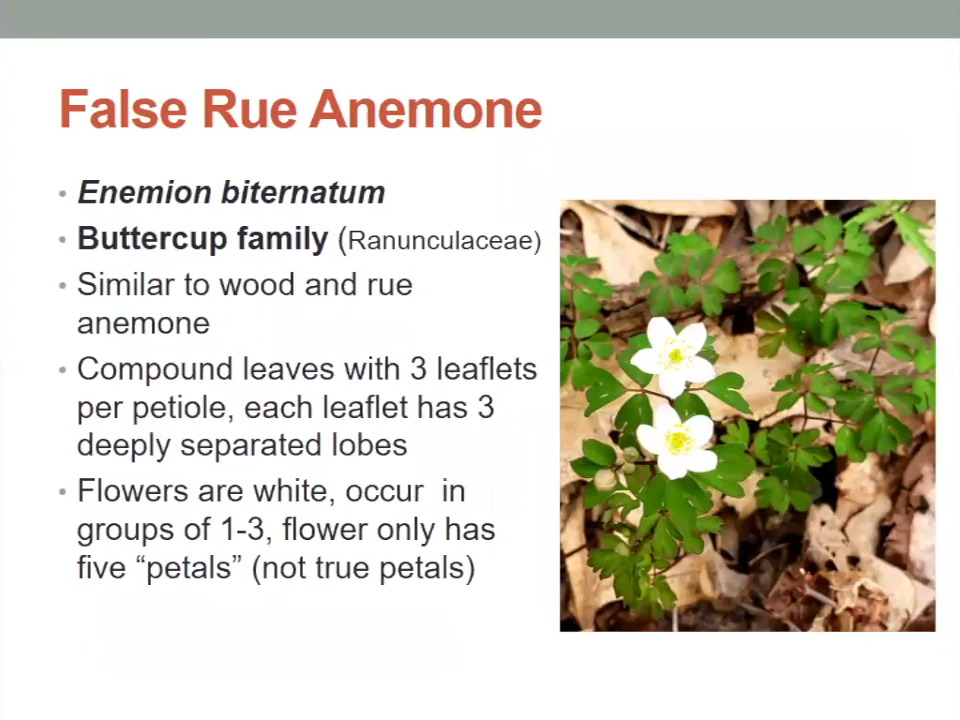 False Rue Anemone
• Enemion biternatum
• Buttercup family (Ranunculaceae)
• Similar to wood and rue
anemone
• Compound leaves with 3 leaflets
per petiole, each leaflet has 3
deeply separated lobes
• Flowers are white, occur  in
groups of 1-3, flower only has
five “petals” (not true petals)